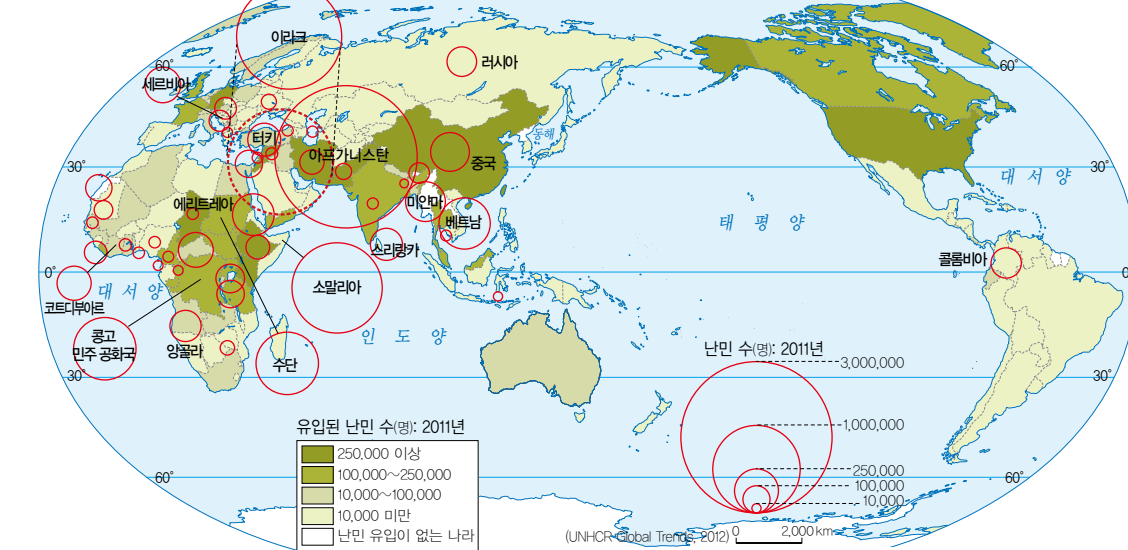 이라크
60°
세르비아
러시아
60°
동해
터키
아프가니스탄
중국
30°
30°
대서양
에리트레아
미얀마
베트남
태평양
스리랑카
콜롬비아
0°
0°
대서양
소말리아
코트디부아르
인도양
콩고
민주 공화국
앙골라
수단
난민 수(명): 2011년
3,000,000
30°
30°
1,000,000
유입된 난민 수(명): 2011년
250,000 이상
100,000~250,000
10,000~100,000
10,000 미만
난민 유입이 없는 나라
250,000
100,000
10,000
60°
60°
(UNHCR Global Trends, 2012)
0 2,000km